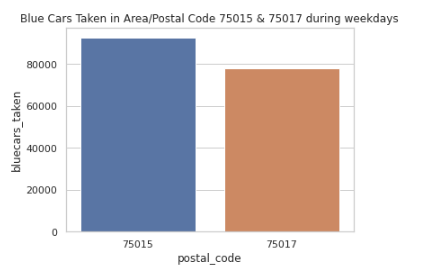 Blue Cars Taken in Area/Postal Code 75015 & 75017 during weekdays
80000
60000
40000
20000
0
bluecars_taken
75015 75017
postal_code